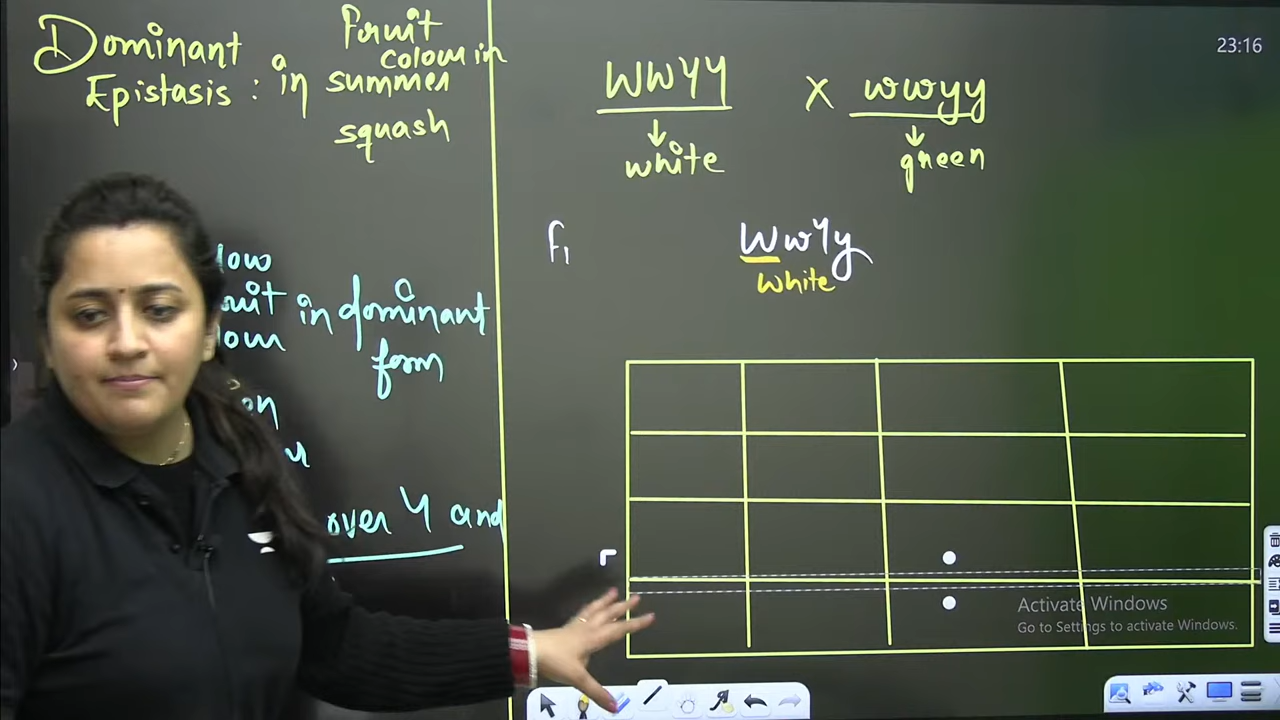 Dominant
Epistasis : in
Fruit
colour in
summer
squash
in dominant
form
over Y and
WWYY x wwyy
white
green
F1
WwYy
white
23:16
Activate Windows
Go to Settings to activate Windows.